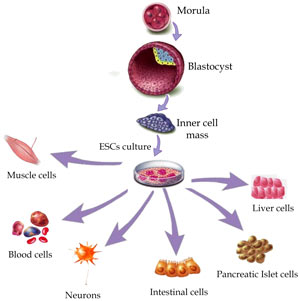 Morula
Blastocyst
Inner cell
mass
ESCs culture
Muscle cells
Liver cells
Blood cells
Pancreatic Islet cells
Neurons
Intestinal cells